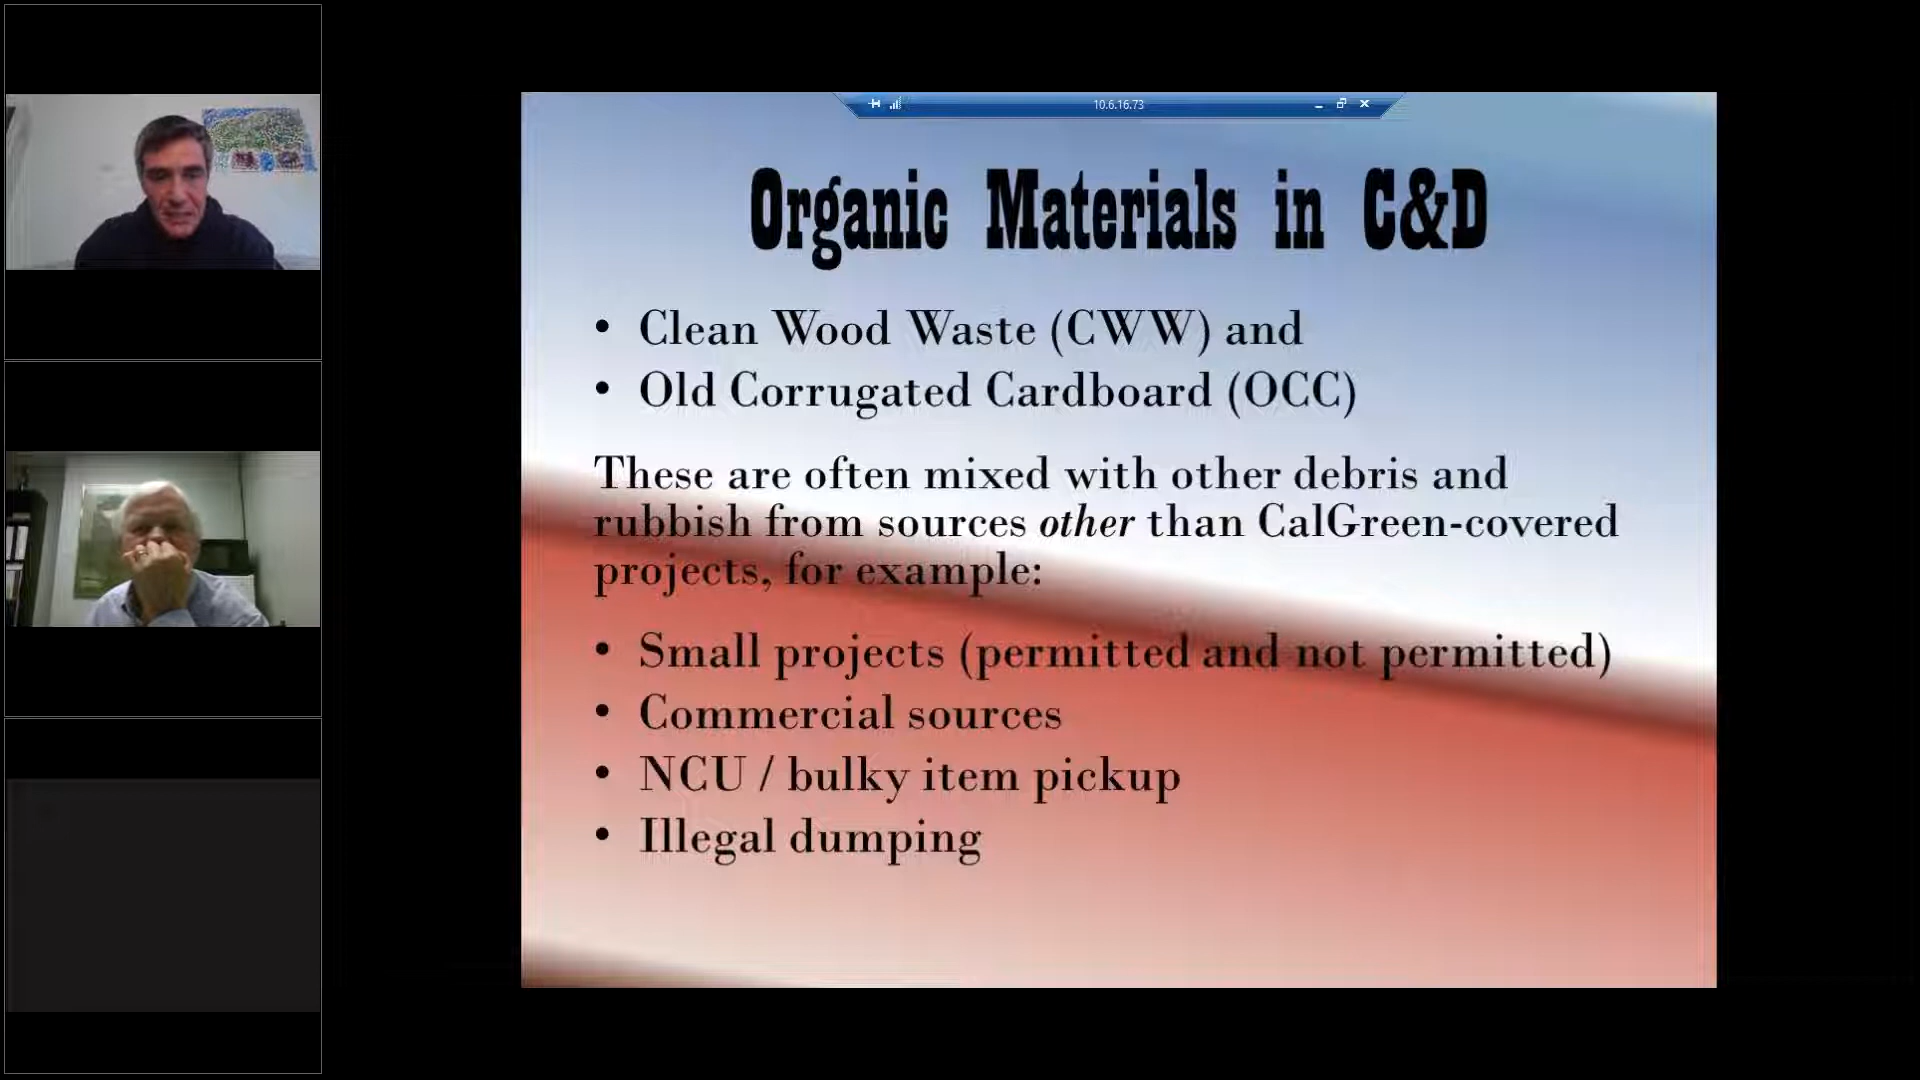 10.6.16.73
Organic Materials in C&D
• Clean Wood Waste (CWW) and
• Old Corrugated Cardboard (OCC)
These are often mixed with other debris and
rubbish from sources other than CalGreen-covered
projects, for example:
• Small projects (permitted and not permitted)
• Commercial sources
• NCU / bulky item pickup
• Illegal dumping